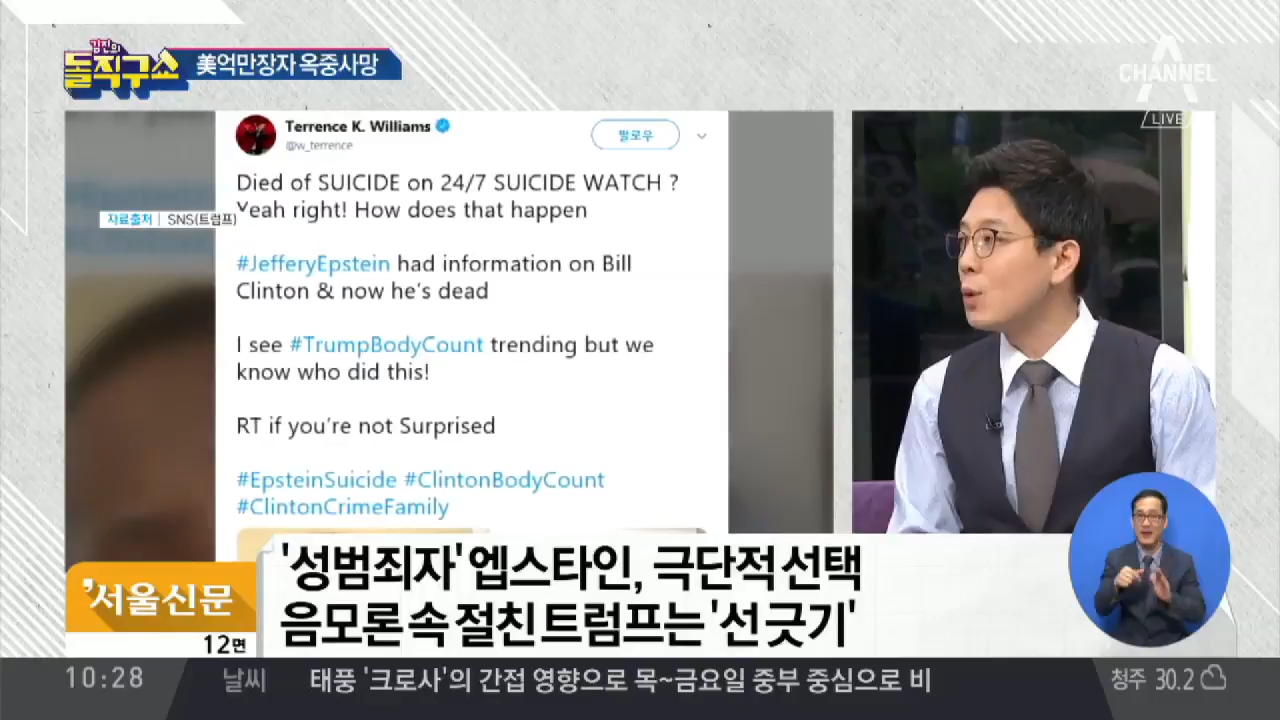 김진의
돌직구쇼
美억만장자 옥중사망
CHANNEL A
LIVE
Terrence K. Williams
@w_terrence
팔로우
자료출처 | SNS(트럼프)
Died of SUICIDE on 24/7 SUICIDE WATCH ?
Yeah right! How does that happen
#JefferyEpstein had information on Bill
Clinton & now he's dead
I see #TrumpBodyCount trending but we
know who did this!
RT if you're not Surprised
#EpsteinSuicide #ClintonBodyCount
#ClintonCrimeFamily
서울신문
12면
'성범죄자' 엡스타인, 극단적 선택
음모론 속 절친 트럼프는 '선 긋기'
10:28 날씨 태풍 '크로사'의 간접 영향으로 목~금요일 중부 중심으로 비 청주 30.2